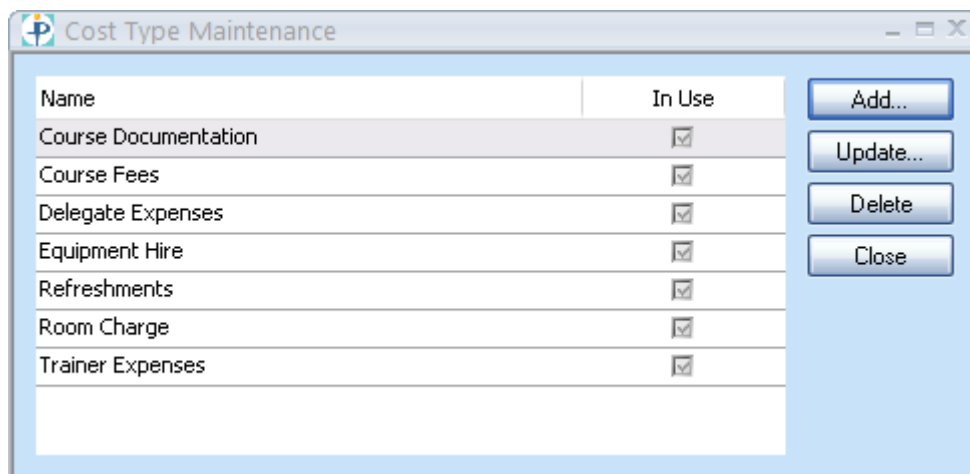 Cost Type Maintenance
Name In Use
Add...
Course Documentation
Update...
Course Fees
Delete
Delegate Expenses
Equipment Hire
Close
Refreshments
Room Charge
Trainer Expenses